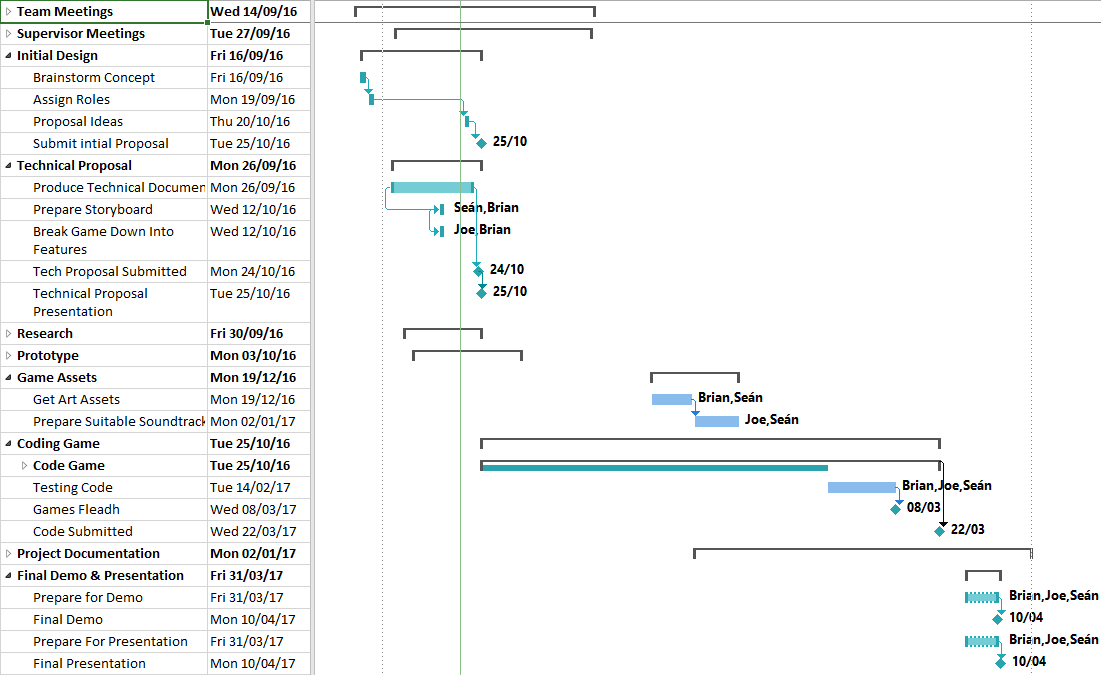 Team Meetings Wed 14/09/16
Supervisor Meetings Tue 27/09/16
Initial Design Fri 16/09/16
Brainstorm Concept Fri 16/09/16
Assign Roles Mon 19/09/16
Proposal Ideas Thu 20/10/16
Submit intial Proposal Tue 25/10/16 25/10
Technical Proposal Mon 26/09/16
Produce Technical Documen Mon 26/09/16
Prepare Storyboard Wed 12/10/16 Seán,Brian
Break Game Down Into Wed 12/10/16 Joe,Brian
Features
Tech Proposal Submitted Mon 24/10/16 24/10
Technical Proposal Tue 25/10/16 25/10
Presentation
Research Fri 30/09/16
Prototype Mon 03/10/16
Game Assets Mon 19/12/16
Get Art Assets Mon 19/12/16 Brian,Seán
Prepare Suitable Soundtrack Mon 02/01/17 Joe,Seán
Coding Game Tue 25/10/16
Code Game Tue 25/10/16
Testing Code Tue 14/02/17 Brian,Joe,Seán
Games Fleadh Wed 08/03/17 08/03
Code Submitted Wed 22/03/17 22/03
Project Documentation Mon 02/01/17
Final Demo & Presentation Fri 31/03/17
Prepare for Demo Fri 31/03/17 Brian,Joe,Seán
Final Demo Mon 10/04/17 10/04
Prepare For Presentation Fri 31/03/17 Brian,Joe,Seán
Final Presentation Mon 10/04/17 10/04